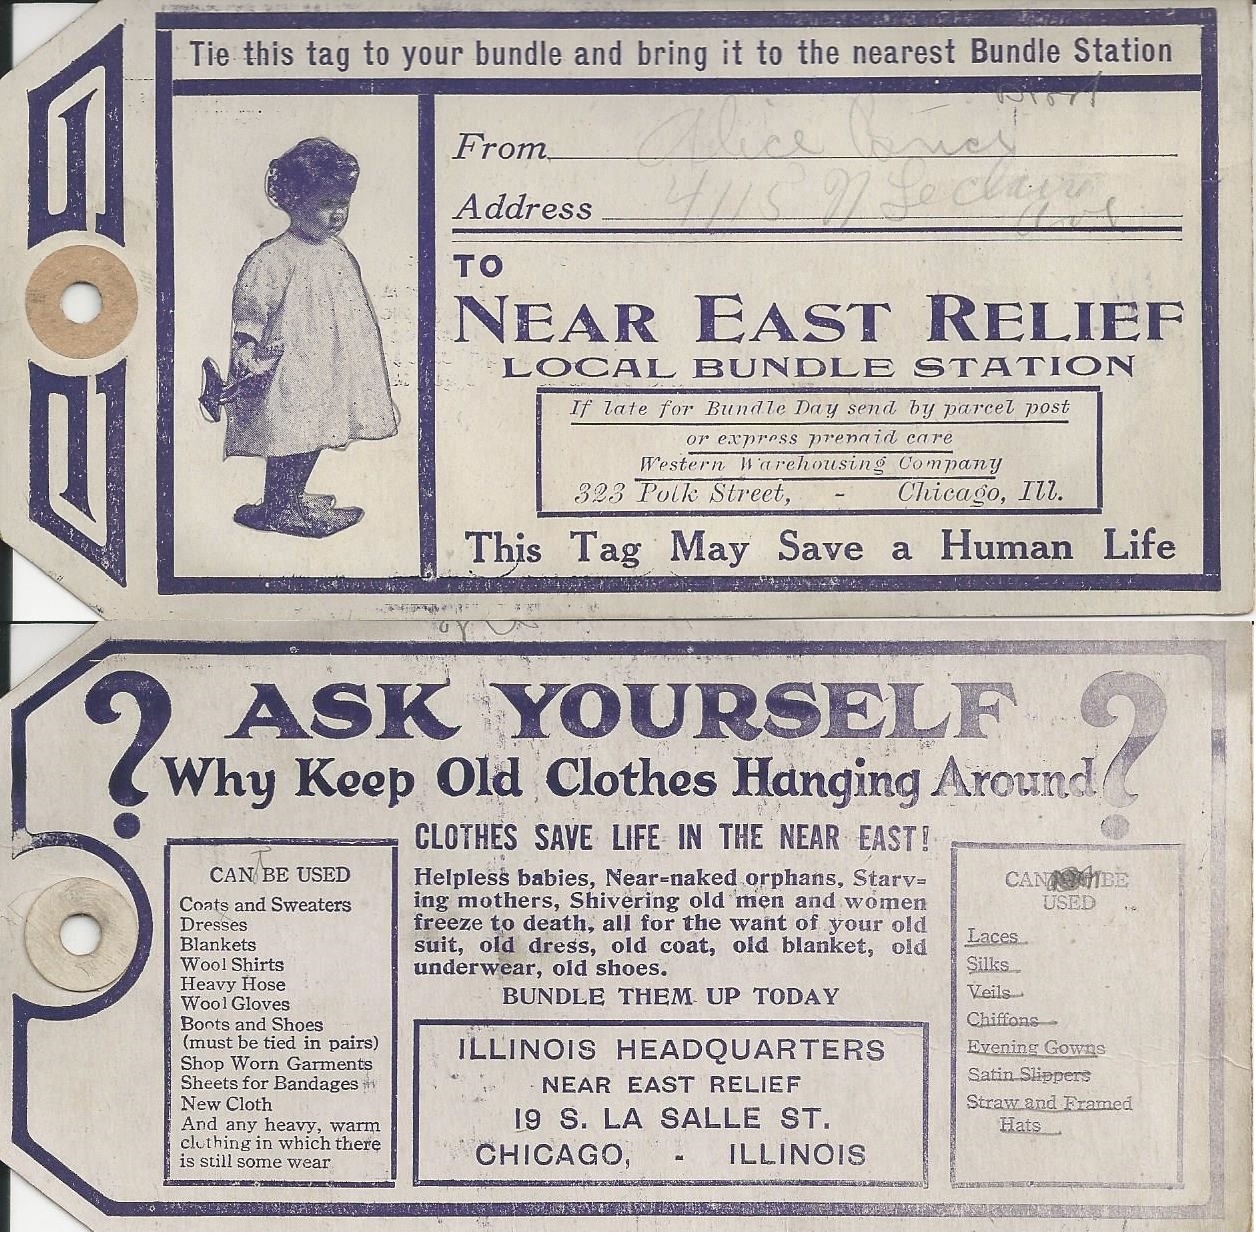 Tie this tag to your bundle and bring it to the nearest Bundle Station
From Alice
Address 4115 N Le Claire
Ave
TO
NEAR EAST RELIEF
LOCAL BUNDLE STATION
If late for Bundle Day send by parcel post
or express prepaid care
Western Warehousing Company
323 Polk Street, - Chicago, Ill.
This Tag May Save a Human Life
? ASK YOURSELF ?
Why Keep Old Clothes Hanging Around
CLOTHES SAVE LIFE IN THE NEAR EAST!
CAN BE USED
Coats and Sweaters
Dresses
Blankets
Wool Shirts
Heavy Hose
Wool Gloves
Boots and Shoes
(must be tied in pairs)
Shop Worn Garments
Sheets for Bandages
New Cloth
And any heavy, warm
clothing in which there
is still some wear
Helpless babies, Near=naked orphans, Starv=
ing mothers, Shivering old men and women
freeze to death, all for the want of your old
suit, old dress, old coat, old blanket, old
underwear, old shoes.
BUNDLE THEM UP TODAY
ILLINOIS HEADQUARTERS
NEAR EAST RELIEF
19 S. LA SALLE ST.
CHICAGO, - ILLINOIS
CAN BE
USED
Laces
Silks
Veils
Chiffons
Evening Gowns
Satin Slippers
Straw and Framed
Hats